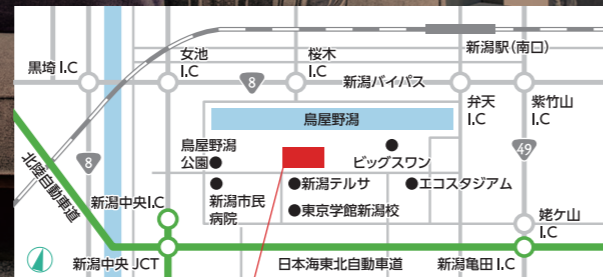 新潟駅（南口）
黒埼 I.C
女池
I.C
桜木
I.C
8
新潟バイパス
弁天
I.C
紫竹山
I.C
鳥屋野潟
鳥屋野潟
公園
ビッグスワン
49
8
北陸自動車道
新潟中央I.C
新潟市民
病院
新潟テルサ
エコスタジアム
東京学館新潟校
姥ケ山
I.C
新潟中央 JCT
日本海東北自動車道
新潟亀田 I.C